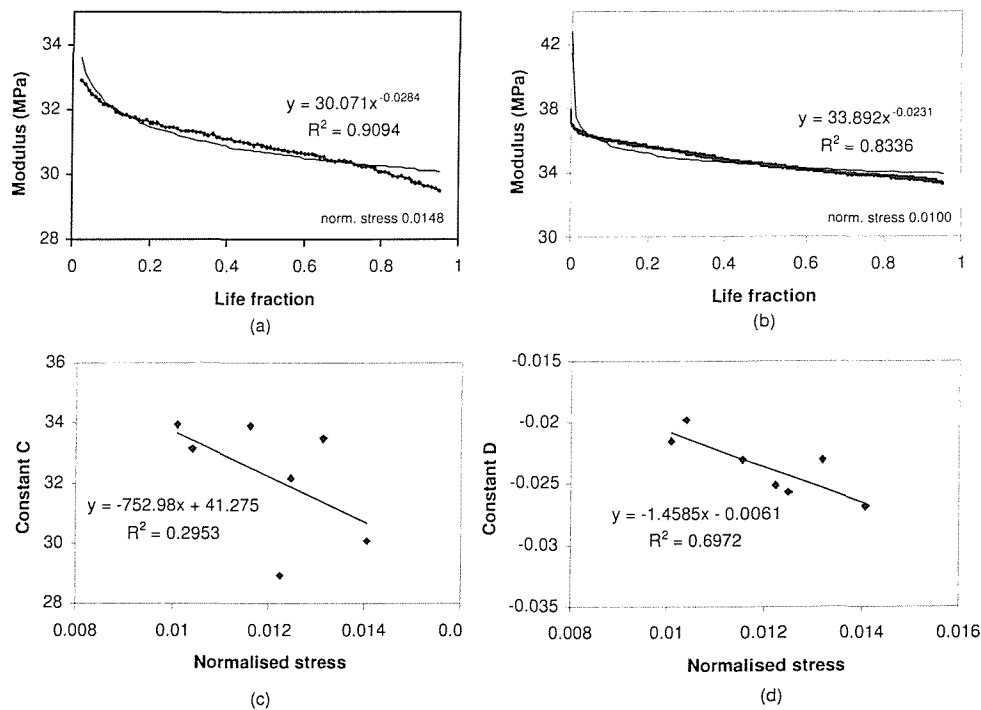 34
32
30
28
Modulus (MPa)
y = 30.071x^-0.0284
R² = 0.9094
norm. stress 0.0148
0 0.2 0.4 0.6 0.8 1
Life fraction
(a)
42
38
34
30
Modulus (MPa)
y = 33.892x^-0.0231
R² = 0.8336
norm. stress 0.0100
0 0.2 0.4 0.6 0.8 1
Life fraction
(b)
36
34
32
30
28
Constant C
y = -752.98x + 41.275
R² = 0.2953
0.008 0.01 0.012 0.014 0.0
Normalised stress
(c)
-0.015
-0.02
-0.025
-0.03
-0.035
Constant D
y = -1.4585x - 0.0061
R² = 0.6972
0.008 0.01 0.012 0.014 0.016
Normalised stress
(d)